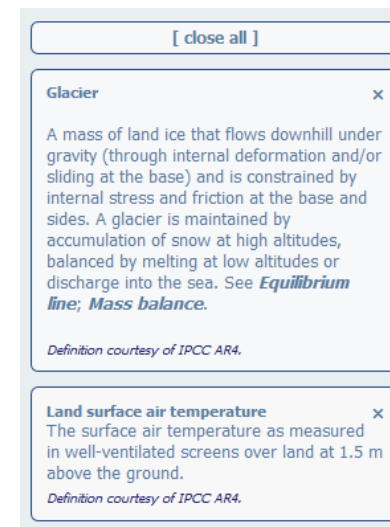 [ close all ]
Glacier ×
A mass of land ice that flows downhill under
gravity (through internal deformation and/or
sliding at the base) and is constrained by
internal stress and friction at the base and
sides. A glacier is maintained by
accumulation of snow at high altitudes,
balanced by melting at low altitudes or
discharge into the sea. See Equilibrium
line; Mass balance.
Definition courtesy of IPCC AR4.
Land surface air temperature ×
The surface air temperature as measured
in well-ventilated screens over land at 1.5 m
above the ground.
Definition courtesy of IPCC AR4.